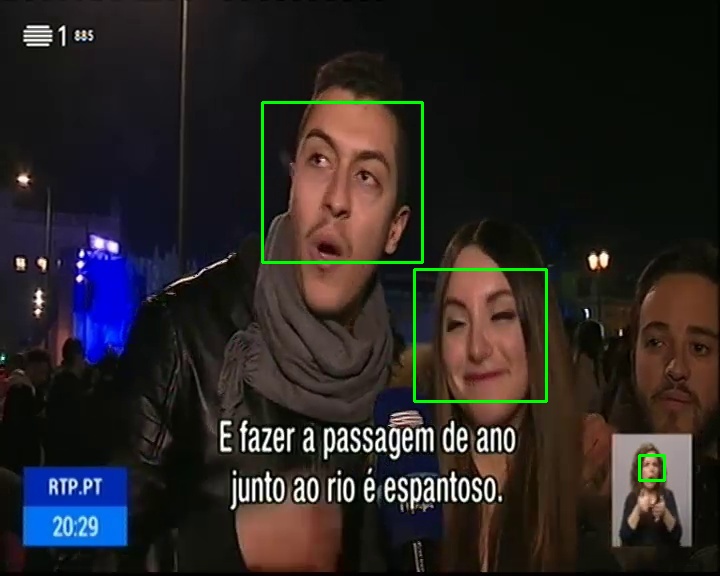 1 885
E fazer a passagem de ano
junto ao rio é espantoso.
RTP.PT
20:29